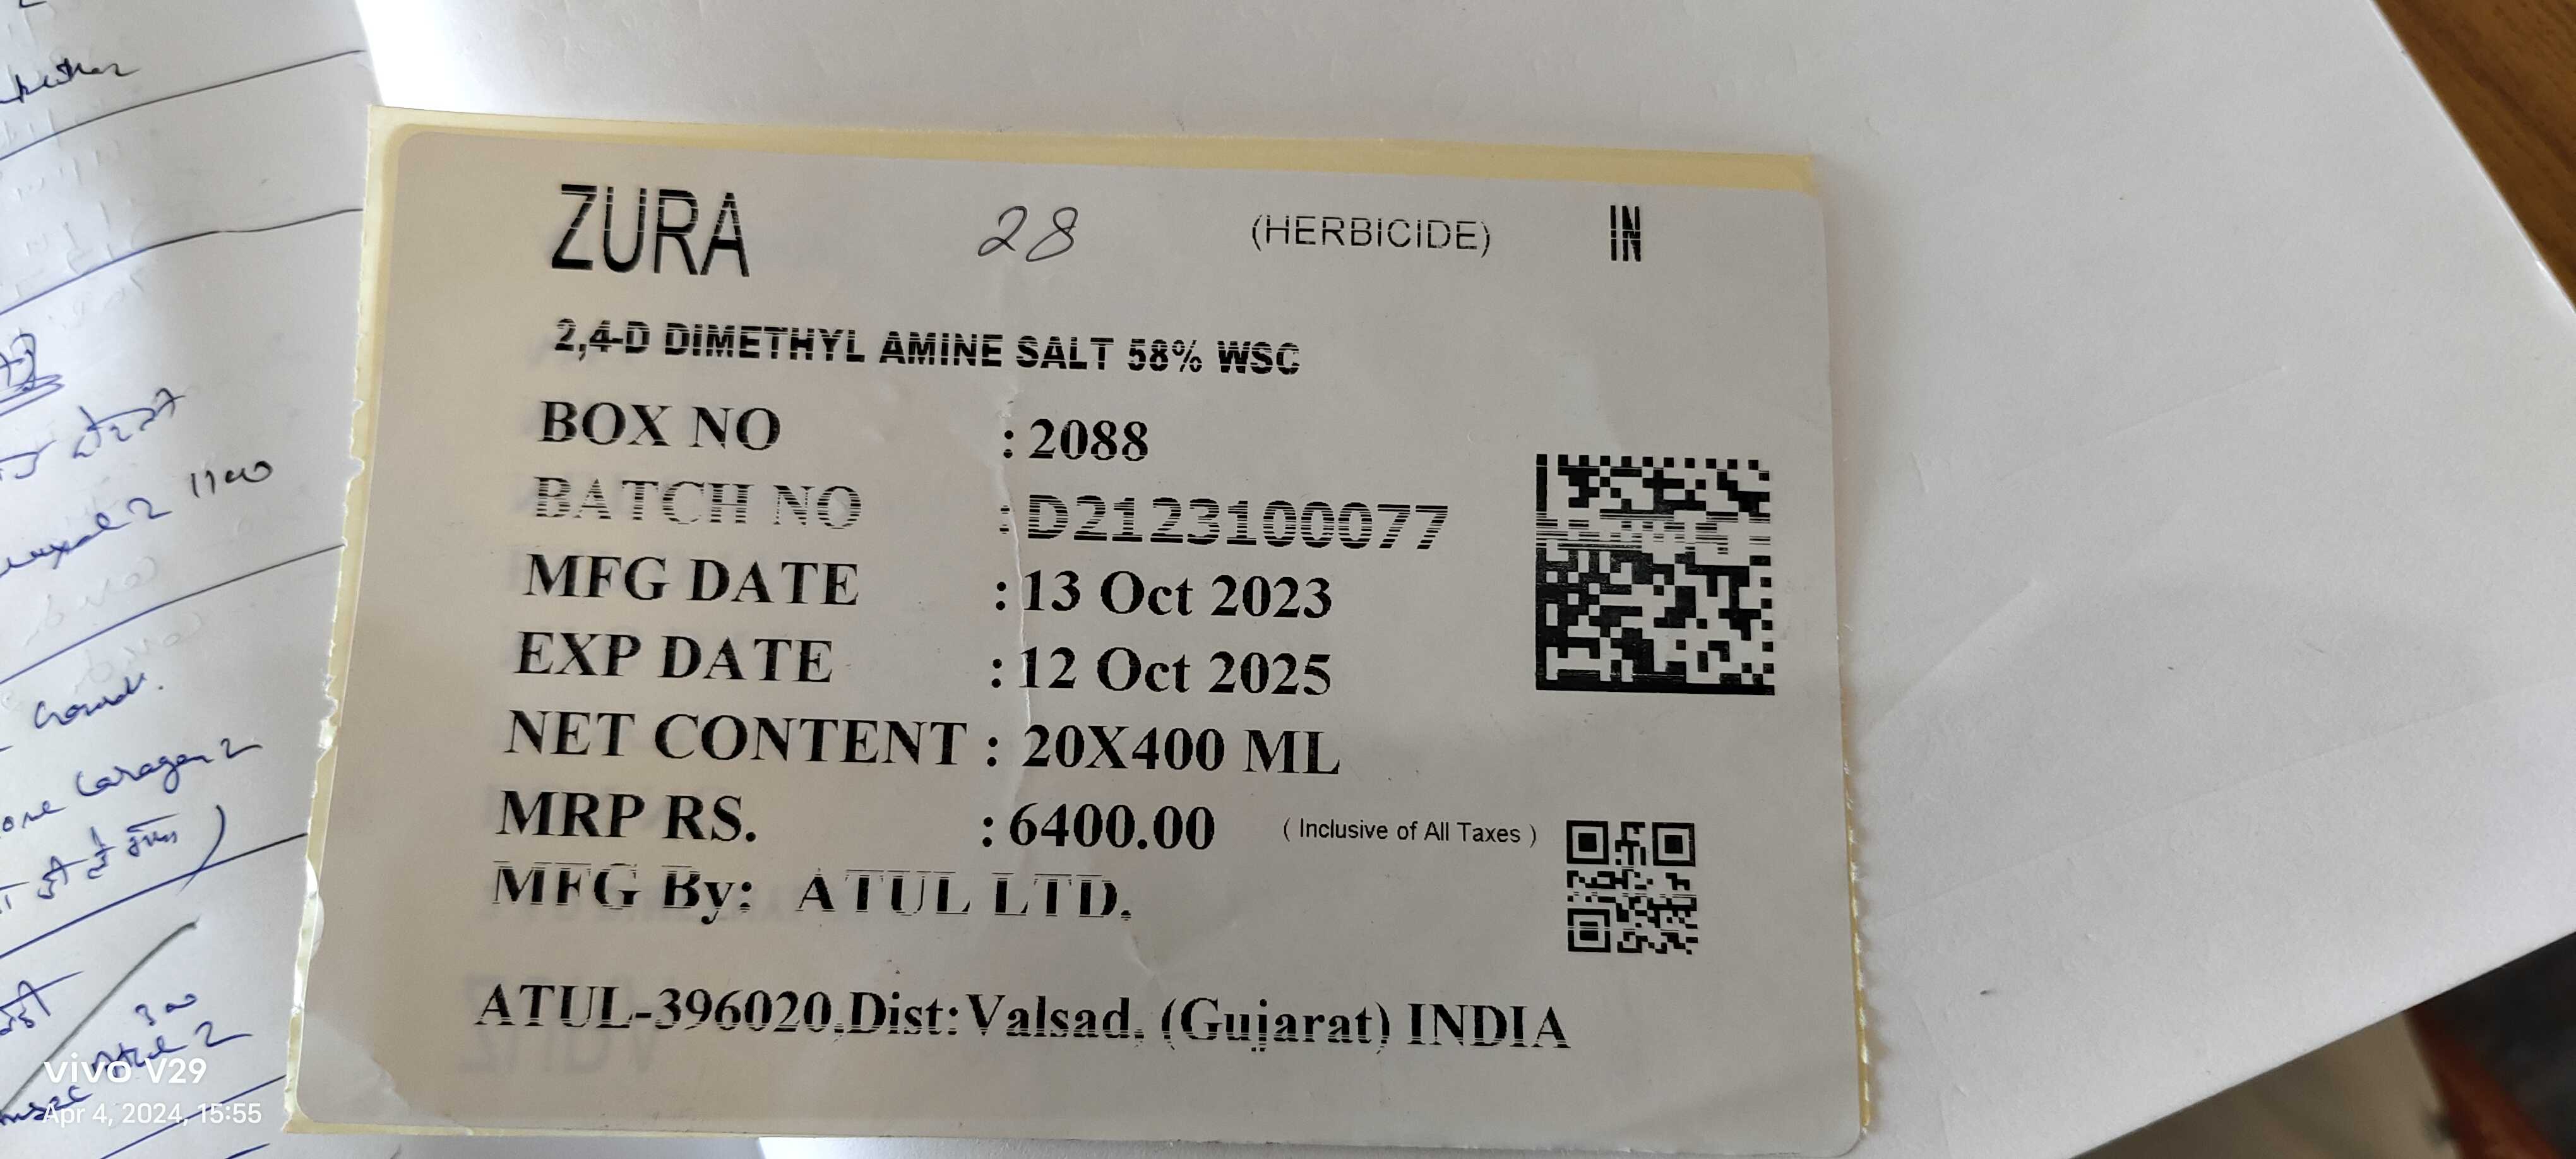 ZURA 28 (HERBICIDE) IN
2,4-D DIMETHYL AMINE SALT 58% WSC
BOX NO : 2088
BATCH NO : D2123100077
MFG DATE : 13 Oct 2023
EXP DATE : 12 Oct 2025
NET CONTENT : 20X400 ML
MRP RS. : 6400.00 ( Inclusive of All Taxes )
MFG By: ATUL LTD.
ATUL-396020,Dist:Valsad, (Gujarat) INDIA
vivo V29
Apr 4, 2024, 15:55